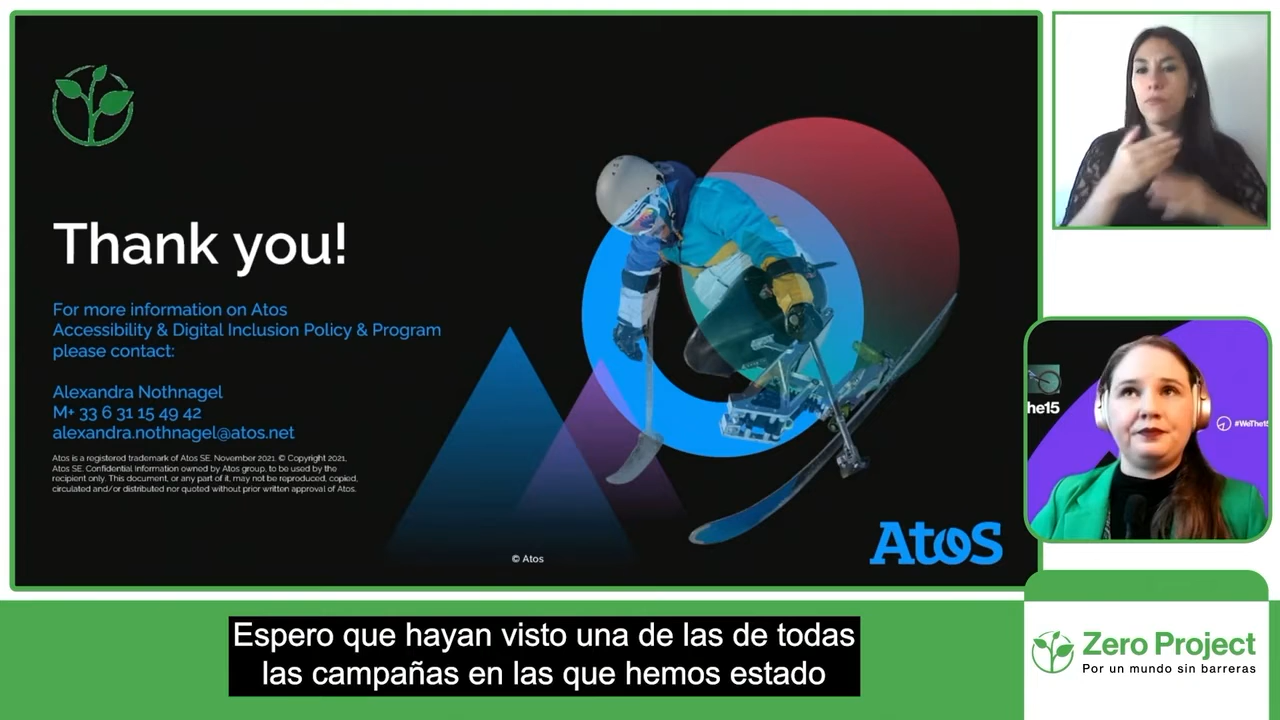 Thank you!
For more information on Atos
Accessibility & Digital Inclusion Policy & Program
please contact:
Alexandra Nothnagel
M+ 33 6 31 15 49 42
alexandra.nothnagel@atos.net
Atos is a registered trademark of Atos SE. November 2021. © Copyright 2021,
Atos SE. Confidential Information owned by Atos group, to be used by the
recipient only. This document, or any part of it, may not be reproduced, copied,
circulated and/or distributed nor quoted without prior written approval of Atos.
© Atos
Atos
he15
#WeThe15
Espero que hayan visto una de las de todas
las campañas en las que hemos estado
Zero Project
Por un mundo sin barreras